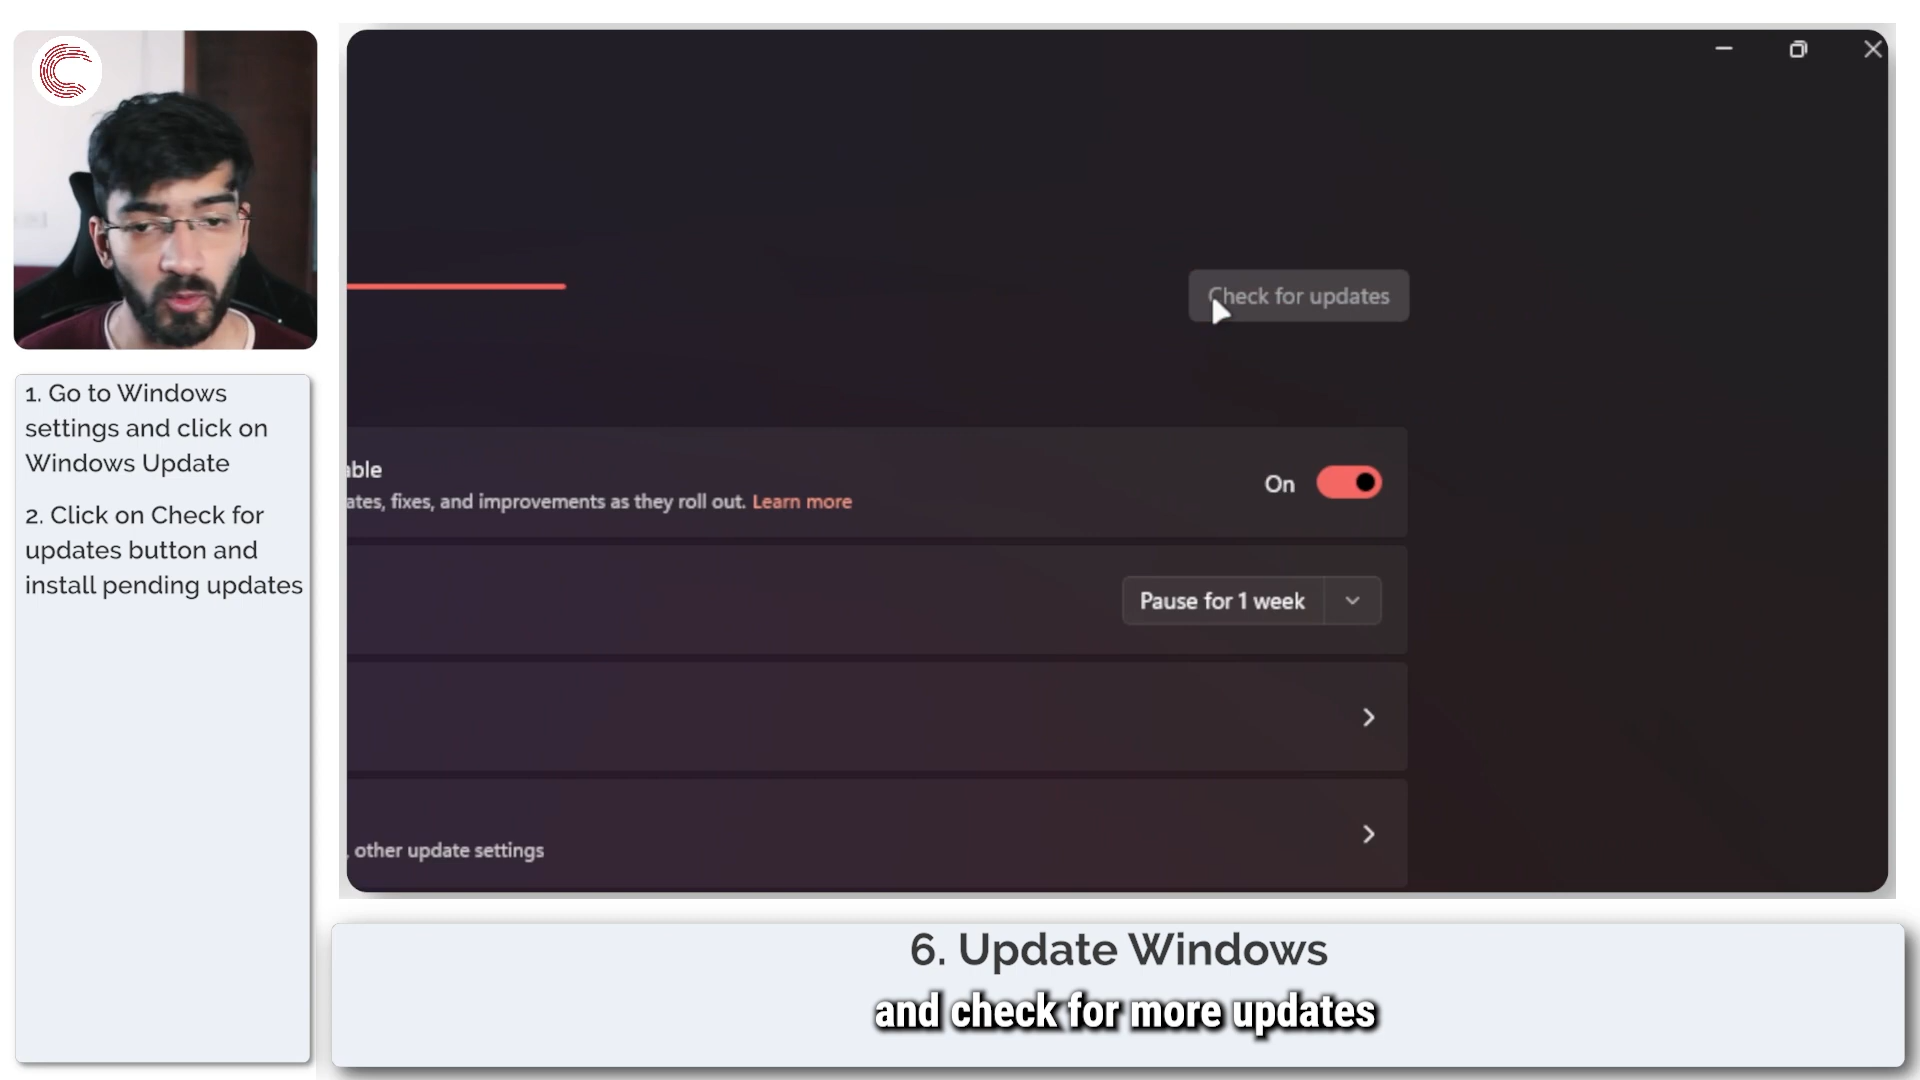 1. Go to Windows
settings and click on
Windows Update
2. Click on Check for
updates button and
install pending updates
Check for updates
able
ates, fixes, and improvements as they roll out. Learn more
On
Pause for 1 week
, other update settings
6. Update Windows
and check for more updates